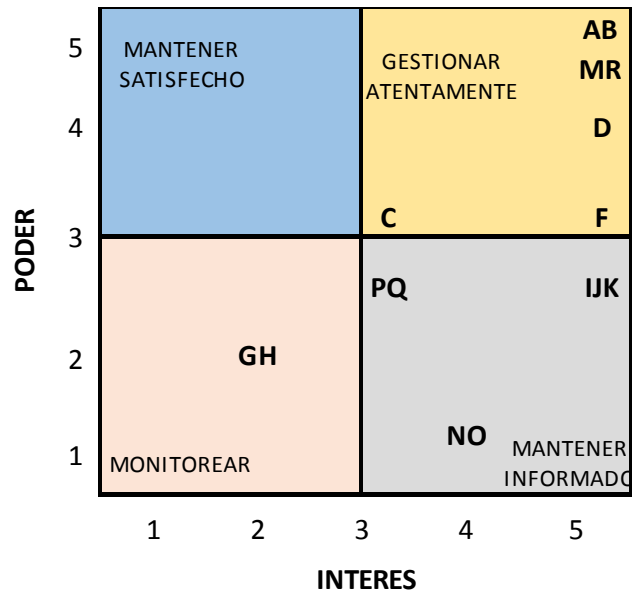 5
4
3
2
1
PODER
MANTENER
SATISFECHO
GESTIONAR
ATENTAMENTE
AB
MR
D
C
F
PQ
IJK
GH
NO
MONITOREAR
MANTENER
INFORMADO
1
2
3
4
5
INTERES